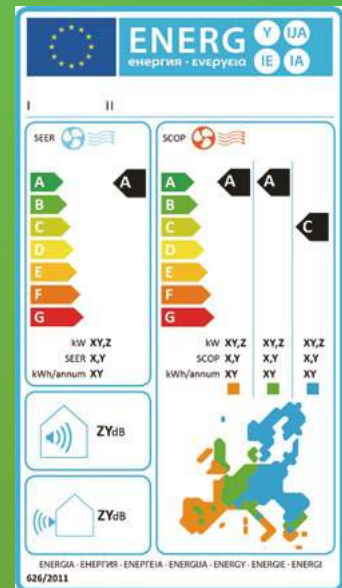 ENERG Y IJA
енергия · ενεργεια IE IA
I II
SEER
A A
B
C
D
E
F
G
kW XY,Z
SEER X,Y
kWh/annum XY
SCOP
A A A
B
C C
D
E
F
G
kW XY,Z XY,Z XY,Z
SCOP X,Y X,Y X,Y
kWh/annum XY XY XY
ZYdB
ZYdB
ENERGIA - ЕНЕРГИЯ - ΕΝΕΡΓΕΙΑ - ENERGIJA - ENERGY - ENERGIE - ENERGI
626/2011